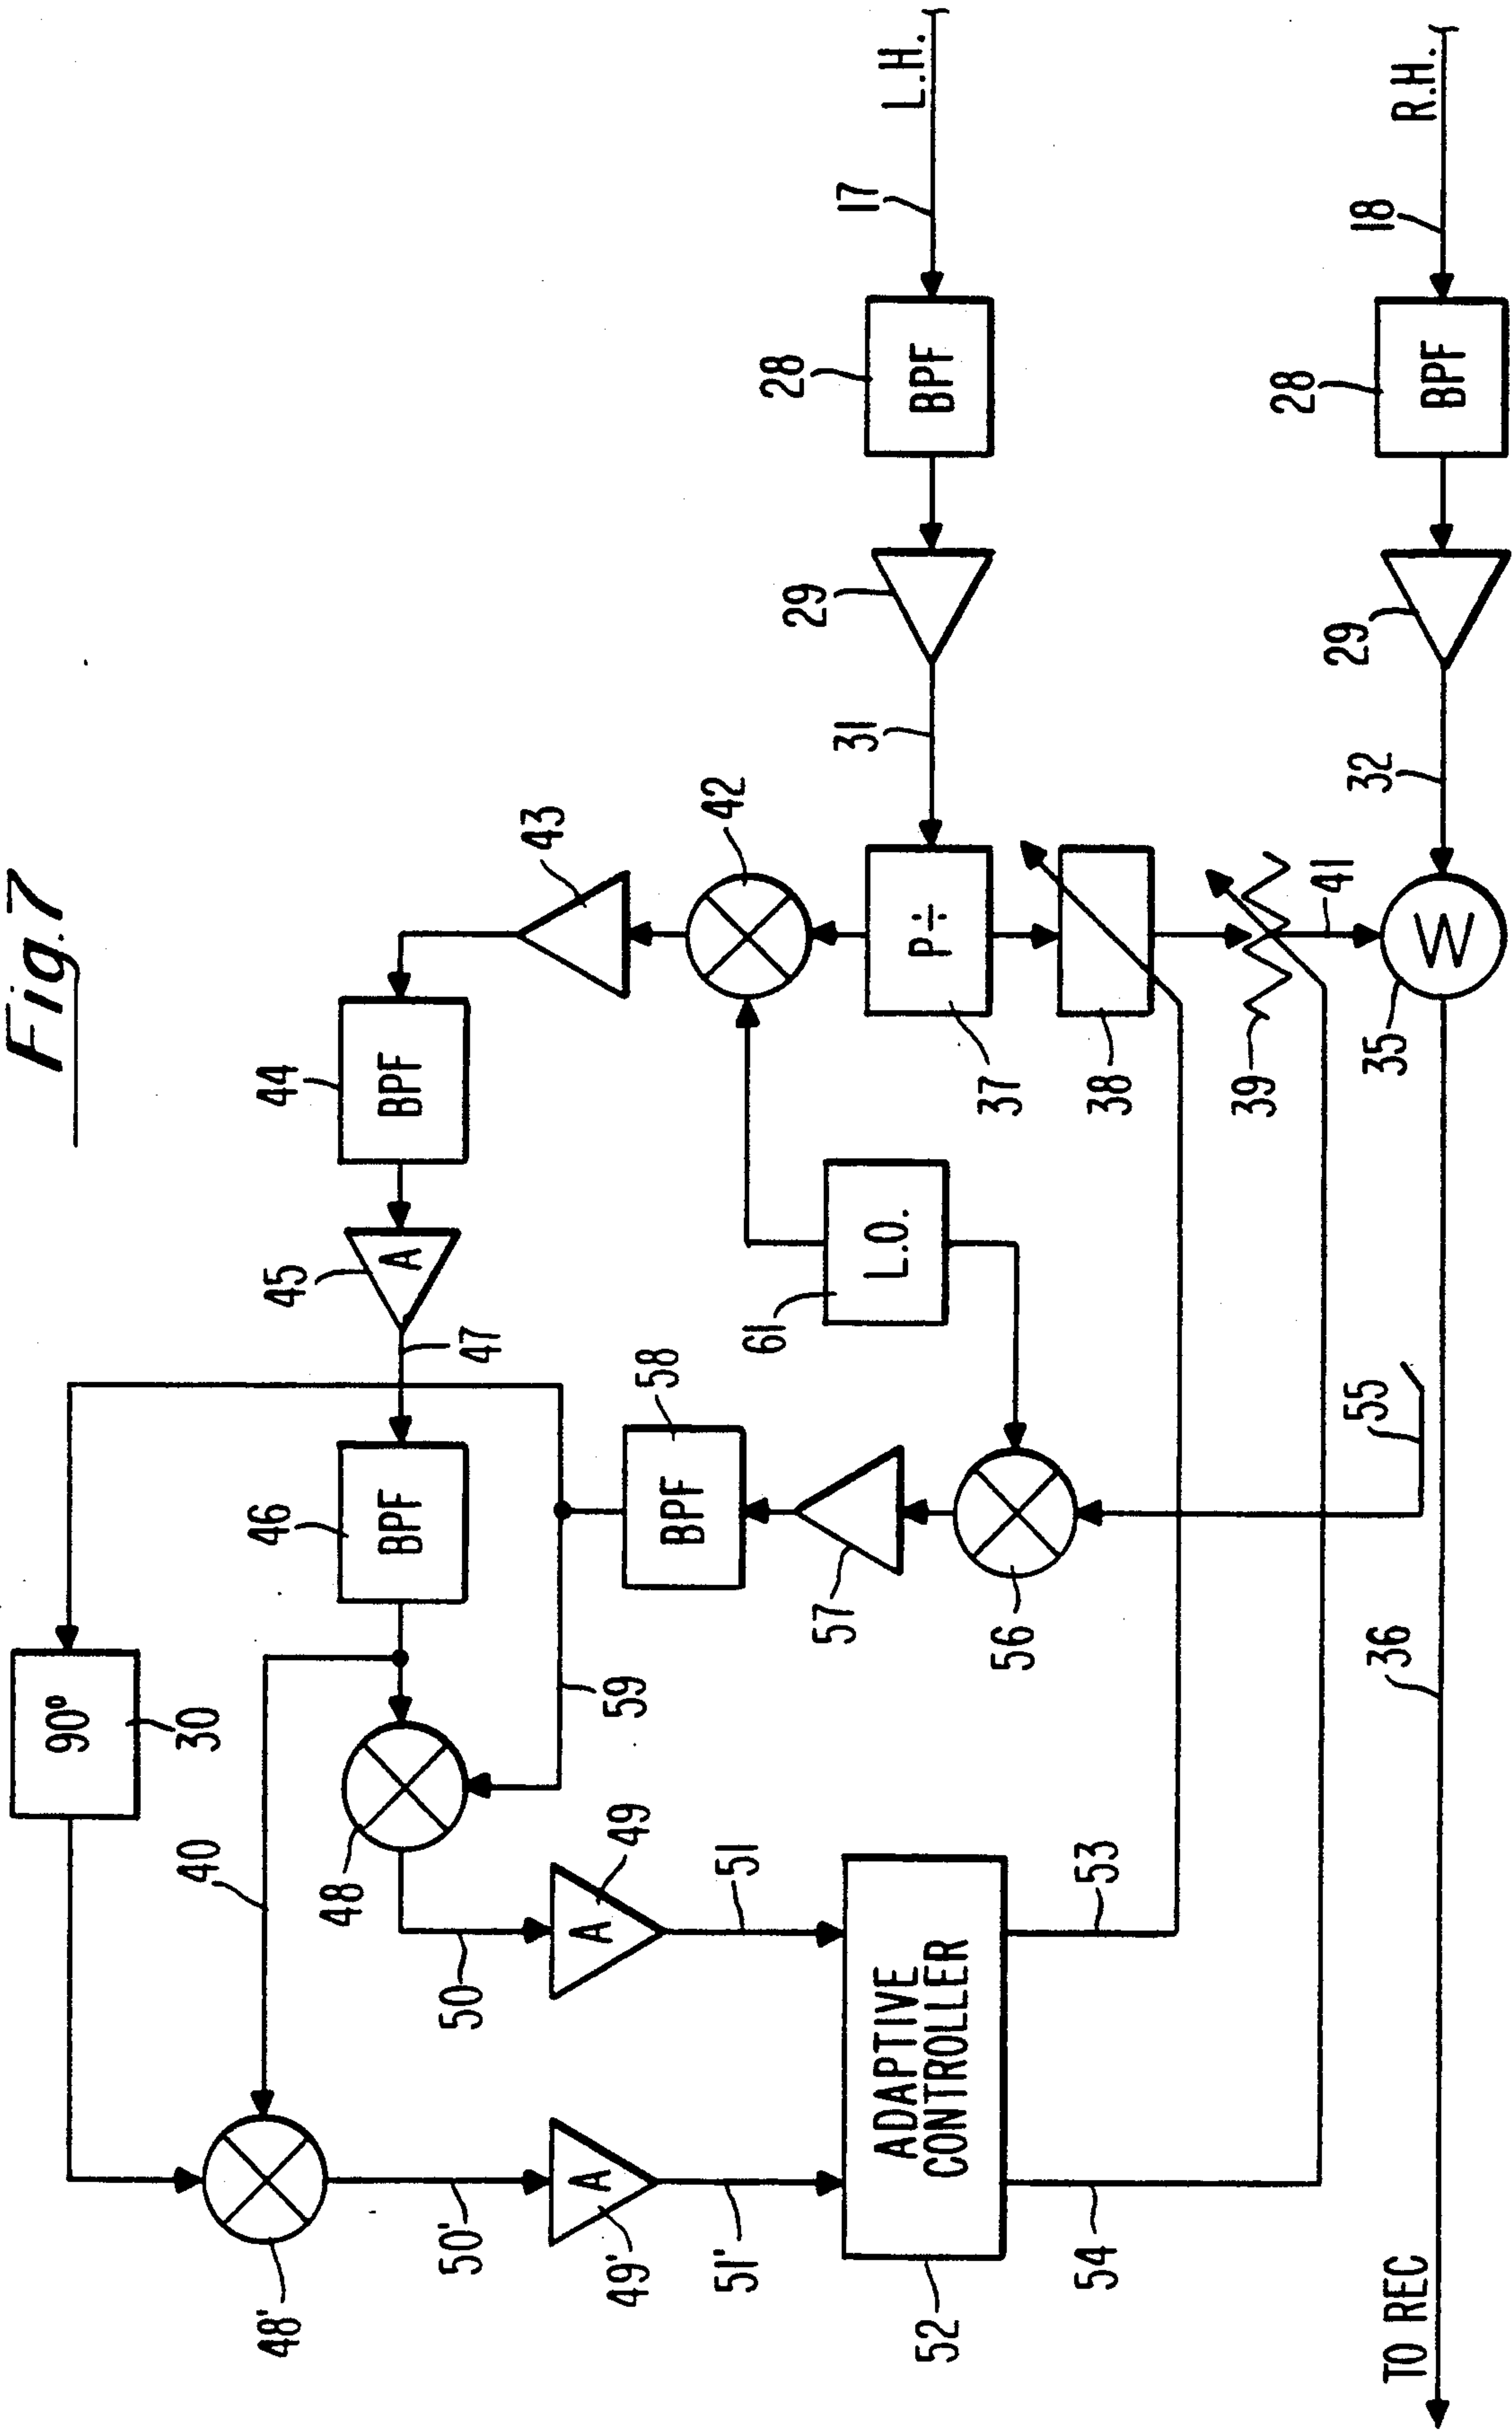 Fig. 7
L.H.
17
28
BPF
29
31
R.H.
18
28
BPF
29
32
42
43
44
BPF
45
A
47
P÷
37
38
39
41
W
35
61
L.O.
58
BPF
57
56
55
36
46
BPF
59
90°
30
40
48
50
49
A
51
48'
50'
49'
A
51'
ADAPTIVE
CONTROLLER
52
53
54
TO REC